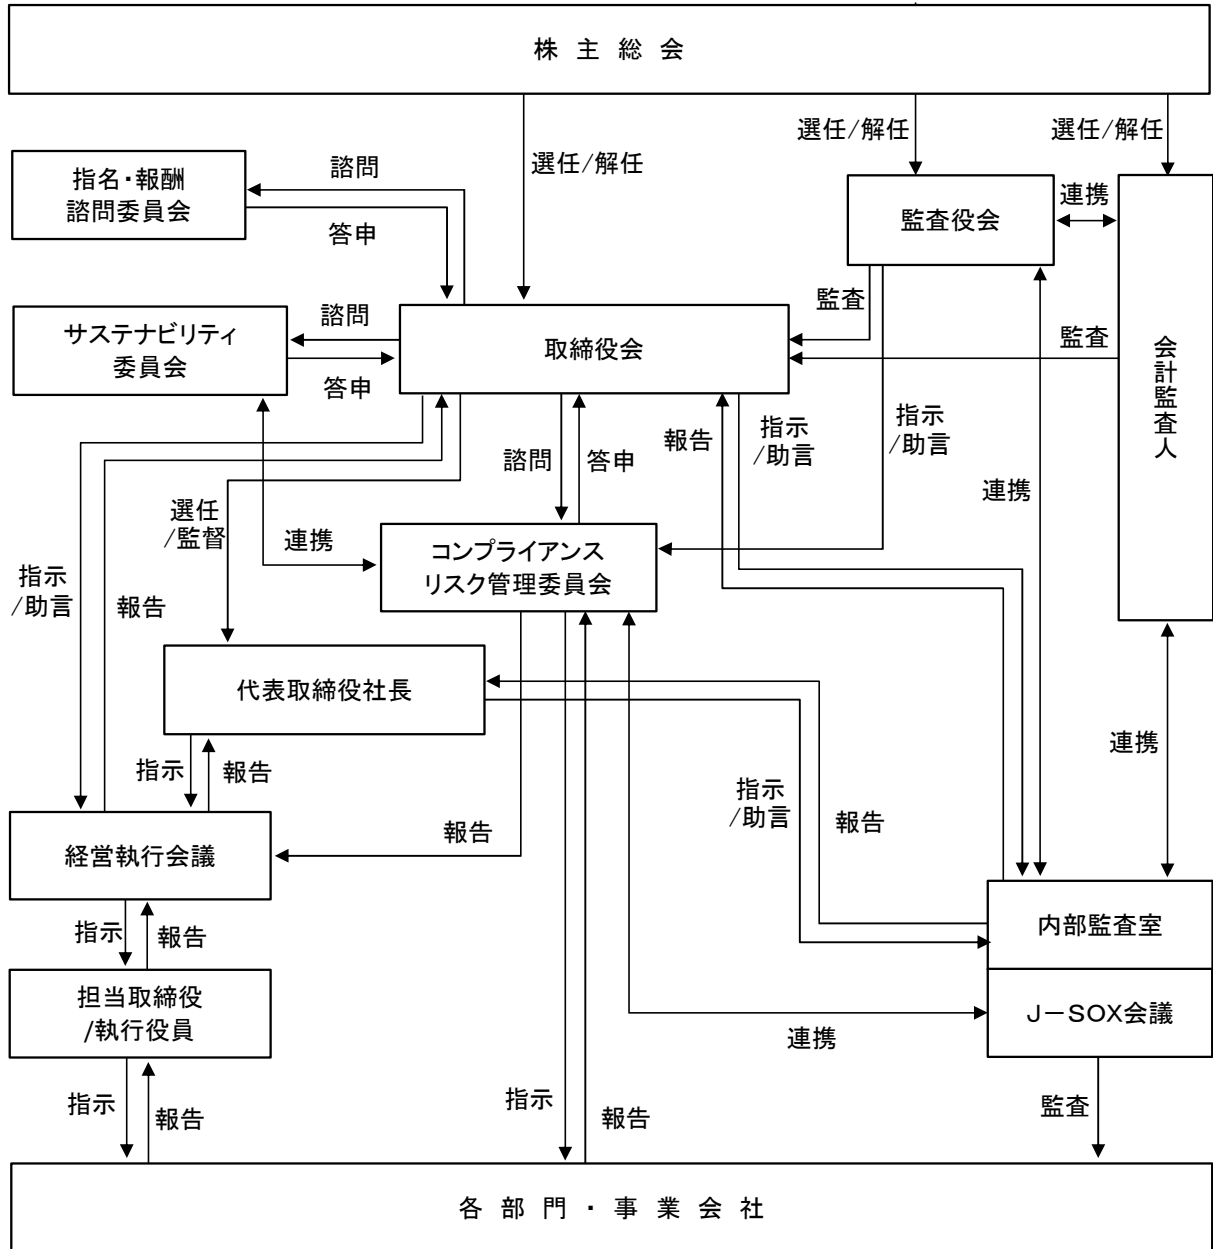 株主総会
選任/解任
選任/解任
選任/解任
指名・報酬
諮問委員会
諮問
答申
監査役会
連携
会計監査人
サステナビリティ
委員会
諮問
答申
取締役会
監査
監査
指示
/助言
選任
/監督
連携
諮問
答申
報告
指示
/助言
指示
/助言
連携
コンプライアンス
リスク管理委員会
報告
代表取締役社長
指示
報告
報告
指示
/助言
報告
連携
経営執行会議
内部監査室
指示
報告
担当取締役
/執行役員
J－SOX会議
連携
指示
報告
指示
報告
監査
各部門・事業会社